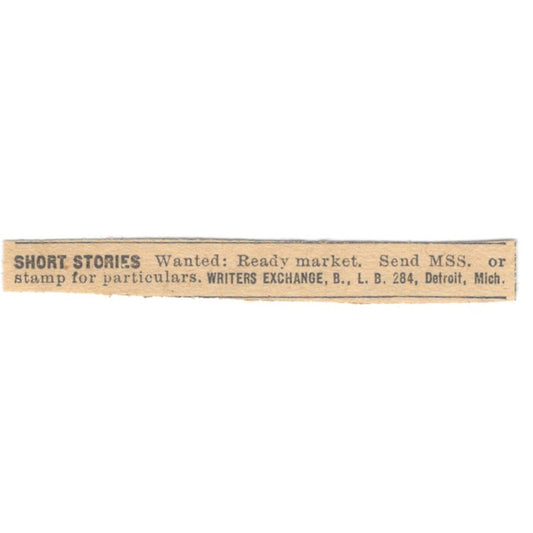 SHORT STORIES Wanted: Ready market. Send MSS. or
stamp for particulars. WRITERS EXCHANGE, B., L. B. 284, Detroit, Mich.